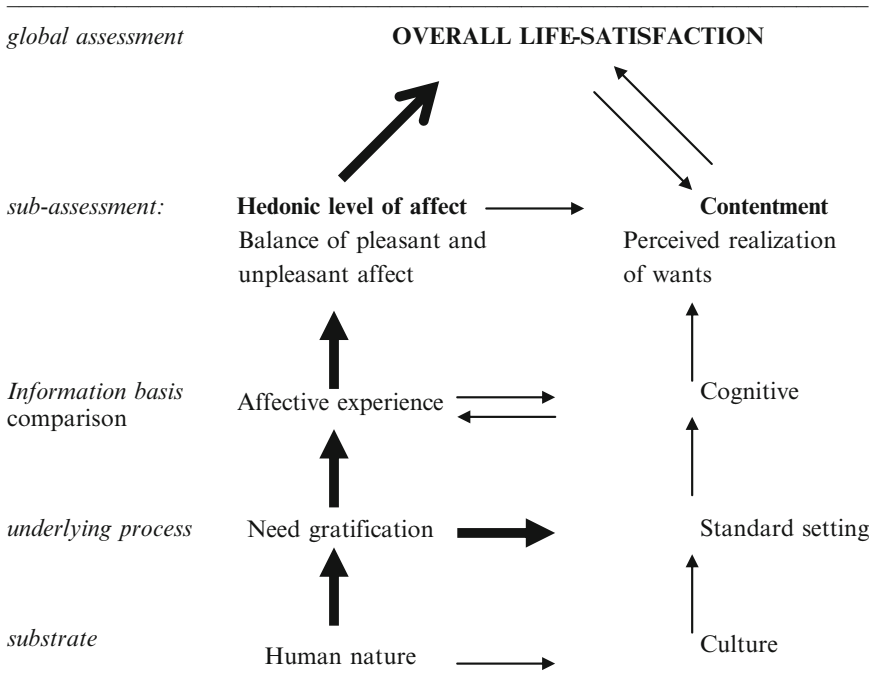 global assessment OVERALL LIFE-SATISFACTION
sub-assessment: Hedonic level of affect Contentment
Balance of pleasant and Perceived realization
unpleasant affect of wants
Information basis Affective experience Cognitive
comparison
underlying process Need gratification Standard setting
substrate Human nature Culture